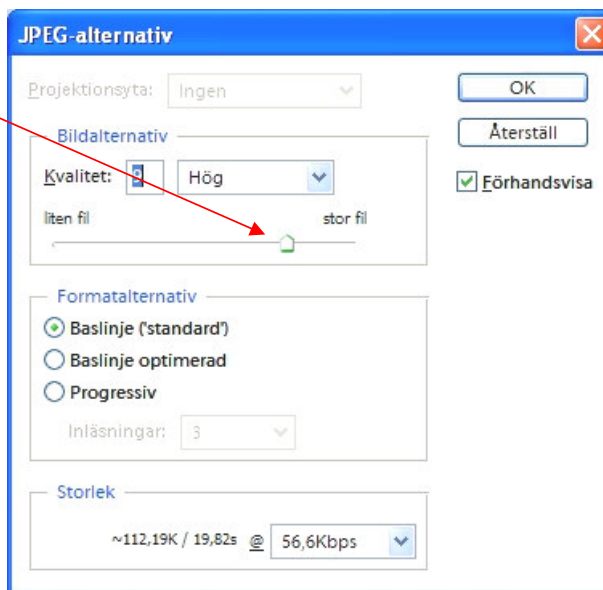 JPEG-alternativ
Projektionsyta: Ingen
OK
Återställ
Förhandsvisa
Bildalternativ
Kvalitet: 9 Hög
liten fil stor fil
Formatalternativ
Baslinje ('standard')
Baslinje optimerad
Progressiv
Inläsningar: 3
Storlek
~112,19K / 19,82s @ 56,6Kbps